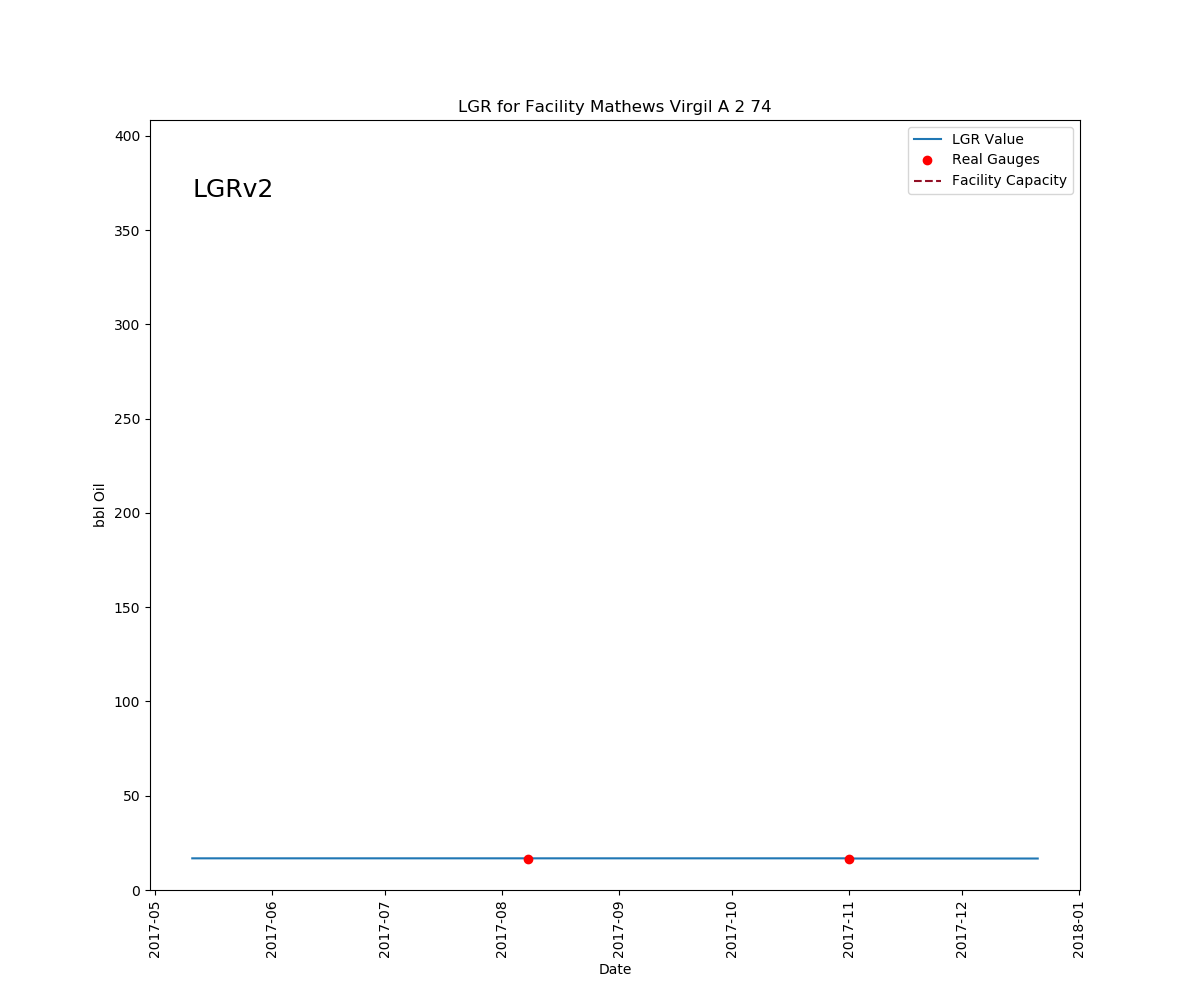 LGR for Facility Mathews Virgil A 2 74
LGR Value
Real Gauges
Facility Capacity
LGRv2
400
350
300
250
200
150
100
50
0
bbl Oil
2017-05
2017-06
2017-07
2017-08
2017-09
2017-10
2017-11
2017-12
2018-01
Date